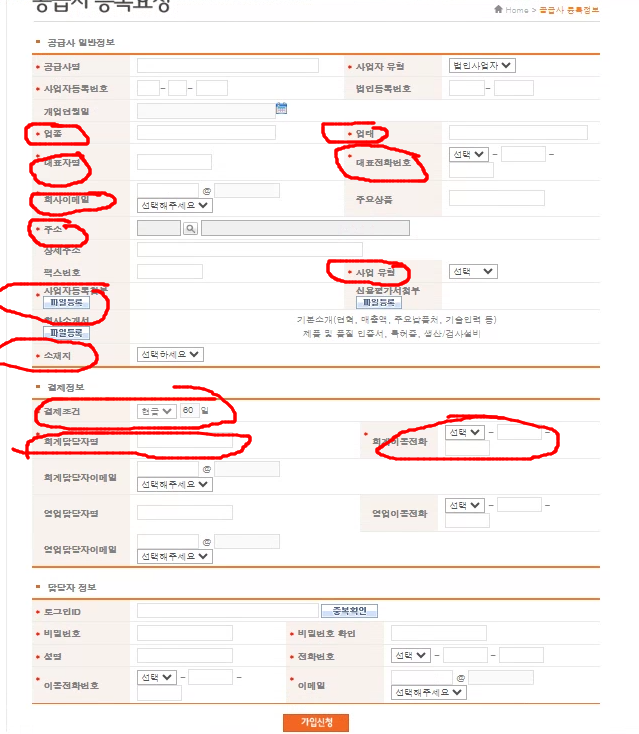 공급사 등록요청
Home > 공급사 등록정보
공급사 일반정보
* 공급사명
* 사업자 유형 법인사업자
* 사업자등록번호 - -
법인등록번호 -
개업년월일
* 업종
* 업태
* 대표자명
* 대표전화번호 선택 - -
* 회사이메일 @
선택해주세요
주요상품
* 주소
상세주소
팩스번호
* 사업 유형 선택
* 사업자등록첨부
파일등록
신용평가서첨부
파일등록
회사소개서
파일등록
기본소개(연혁, 매출액, 주요납품처, 기술인력 등)
제품 및 품질 인증서, 특허증, 생산/검사설비
* 소재지 선택하세요
결제정보
* 결제조건 현금 60 일
* 회계담당자명
* 회계이동전화 선택 - -
회계담당자이메일 @
선택해주세요
영업담당자명
영업이동전화 선택 - -
영업담당자이메일 @
선택해주세요
담당자 정보
* 로그인ID 중복확인
* 비밀번호
* 비밀번호 확인
* 성명
* 전화번호 선택 - -
* 이동전화번호 선택 - -
* 이메일 @
선택해주세요
가입신청